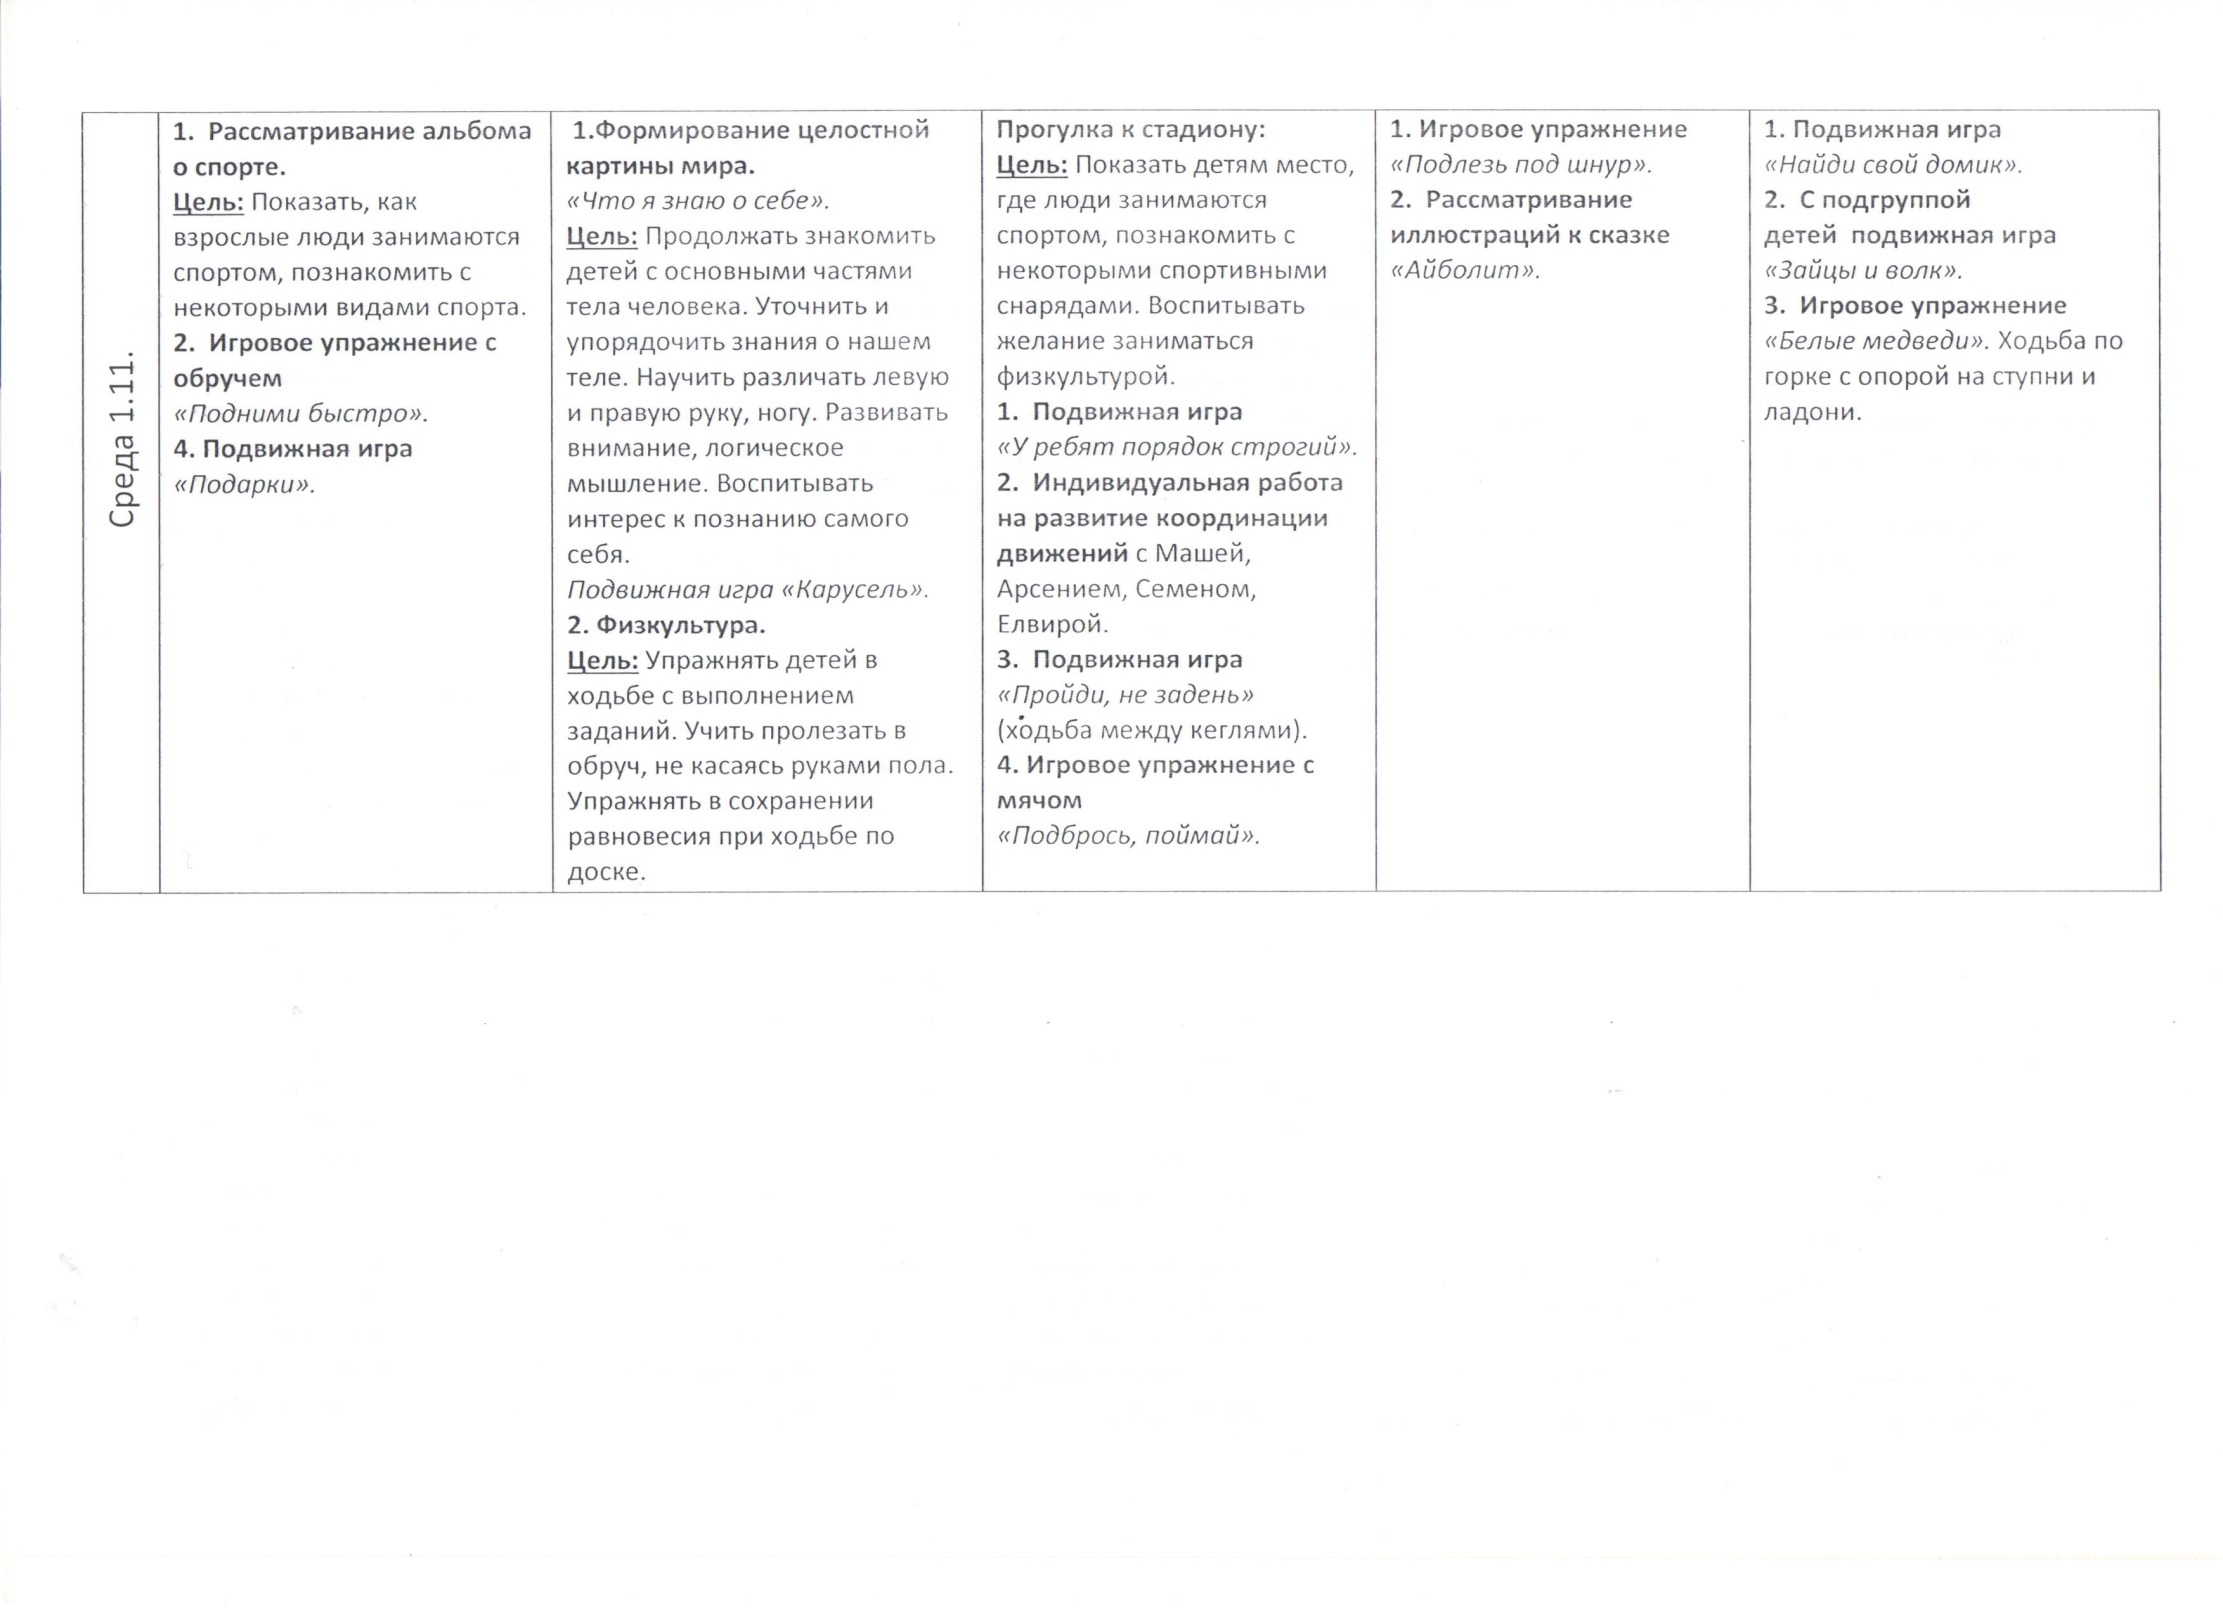 Среда 1.11.
1. Рассматривание альбома
о спорте.
Цель: Показать, как
взрослые люди занимаются
спортом, познакомить с
некоторыми видами спорта.
2. Игровое упражнение с
обручем
«Подними быстро».
4. Подвижная игра
«Подарки».
1.Формирование целостной
картины мира.
«Что я знаю о себе».
Цель: Продолжать знакомить
детей с основными частями
тела человека. Уточнить и
упорядочить знания о нашем
теле. Научить различать левую
и правую руку, ногу. Развивать
внимание, логическое
мышление. Воспитывать
интерес к познанию самого
себя.
Подвижная игра «Карусель».
2. Физкультура.
Цель: Упражнять детей в
ходьбе с выполнением
заданий. Учить пролезать в
обруч, не касаясь руками пола.
Упражнять в сохранении
равновесия при ходьбе по
доске.
Прогулка к стадиону:
Цель: Показать детям место,
где люди занимаются
спортом, познакомить с
некоторыми спортивными
снарядами. Воспитывать
желание заниматься
физкультурой.
1. Подвижная игра
«У ребят порядок строгий».
2. Индивидуальная работа
на развитие координации
движений с Машей,
Арсением, Семеном,
Елвирой.
3. Подвижная игра
«Пройди, не задень»
(ходьба между кеглями).
4. Игровое упражнение с
мячом
«Подбрось, поймай».
1. Игровое упражнение
«Подлезь под шнур».
2. Рассматривание
иллюстраций к сказке
«Айболит».
1. Подвижная игра
«Найди свой домик».
2. С подгруппой
детей подвижная игра
«Зайцы и волк».
3. Игровое упражнение
«Белые медведи». Ходьба по
горке с опорой на ступни и
ладони.